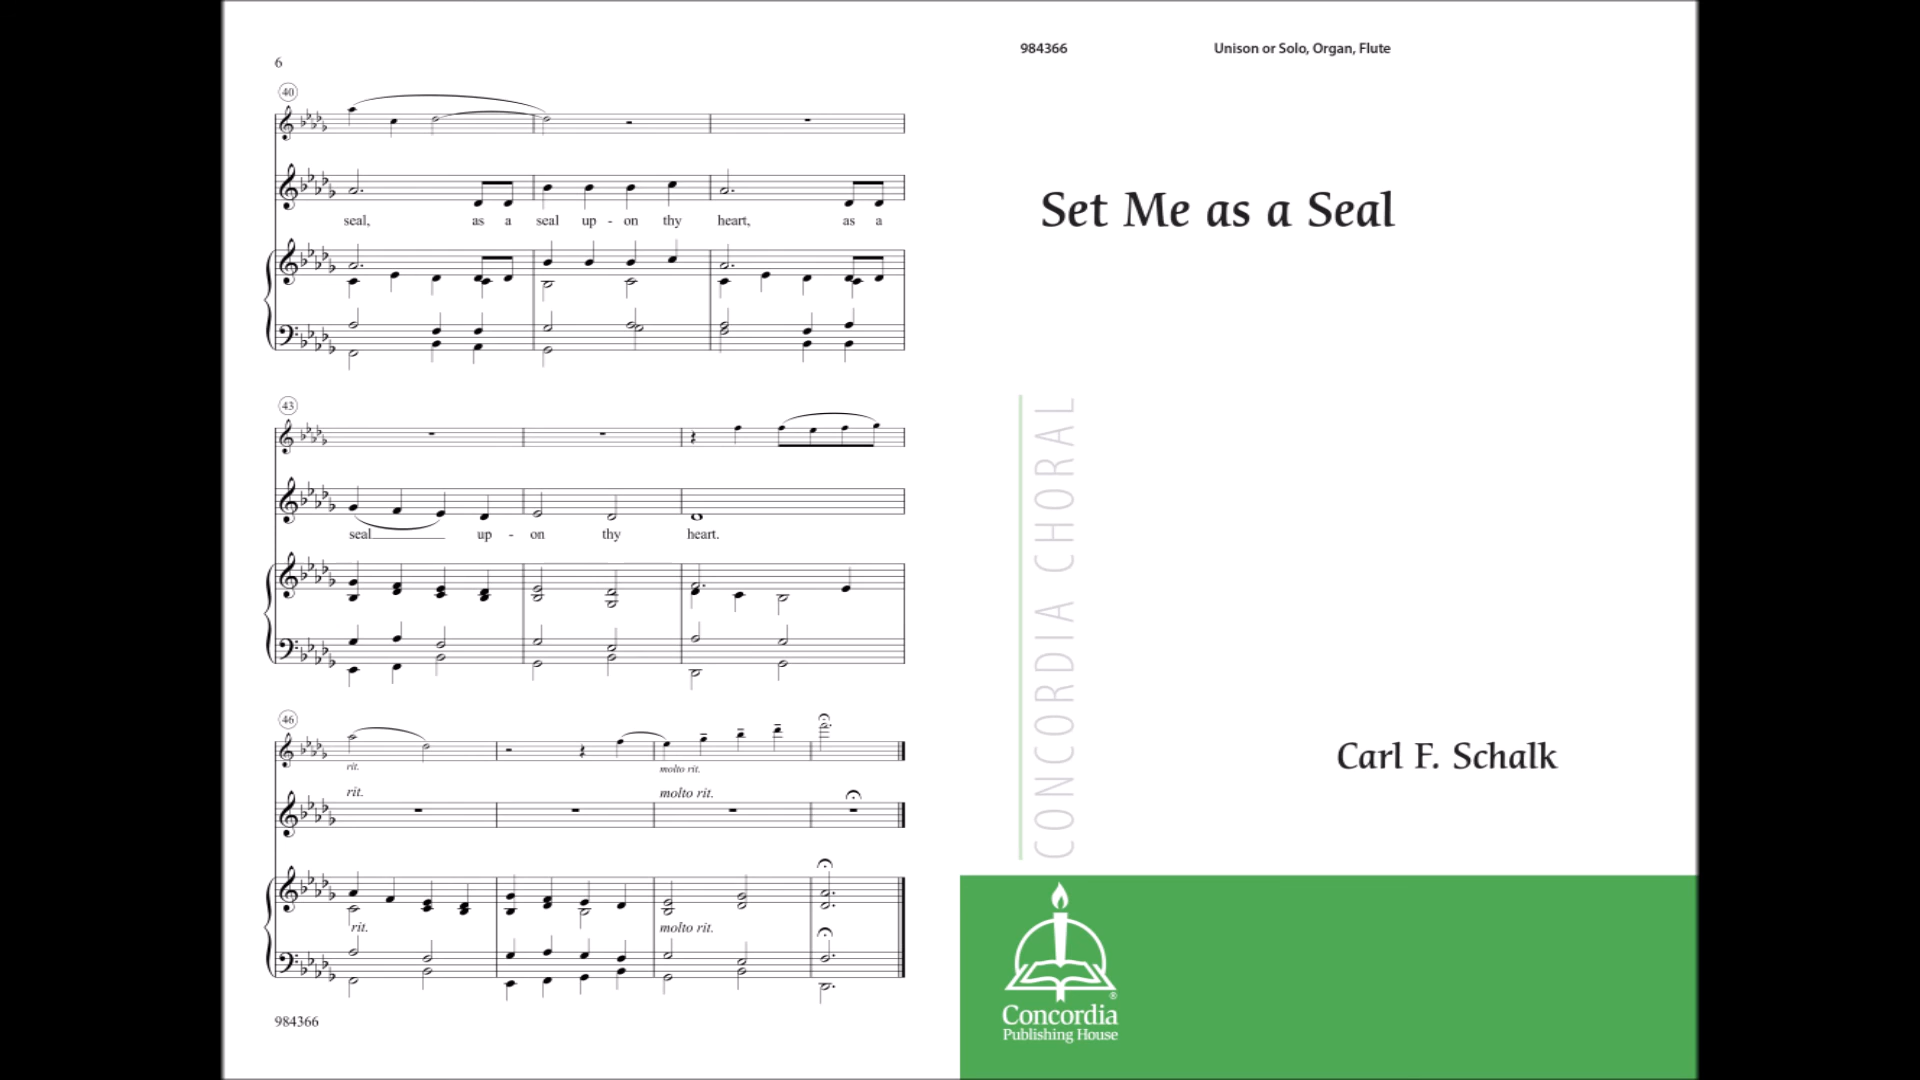 6
40
seal, as a seal up - on thy heart, as a
43
seal up - on thy heart.
46
rit. molto rit.
rit. molto rit.
rit. molto rit.
984366
984366 Unison or Solo, Organ, Flute
Set Me as a Seal
CONCORDIA CHORAL
Carl F. Schalk
Concordia®
Publishing House